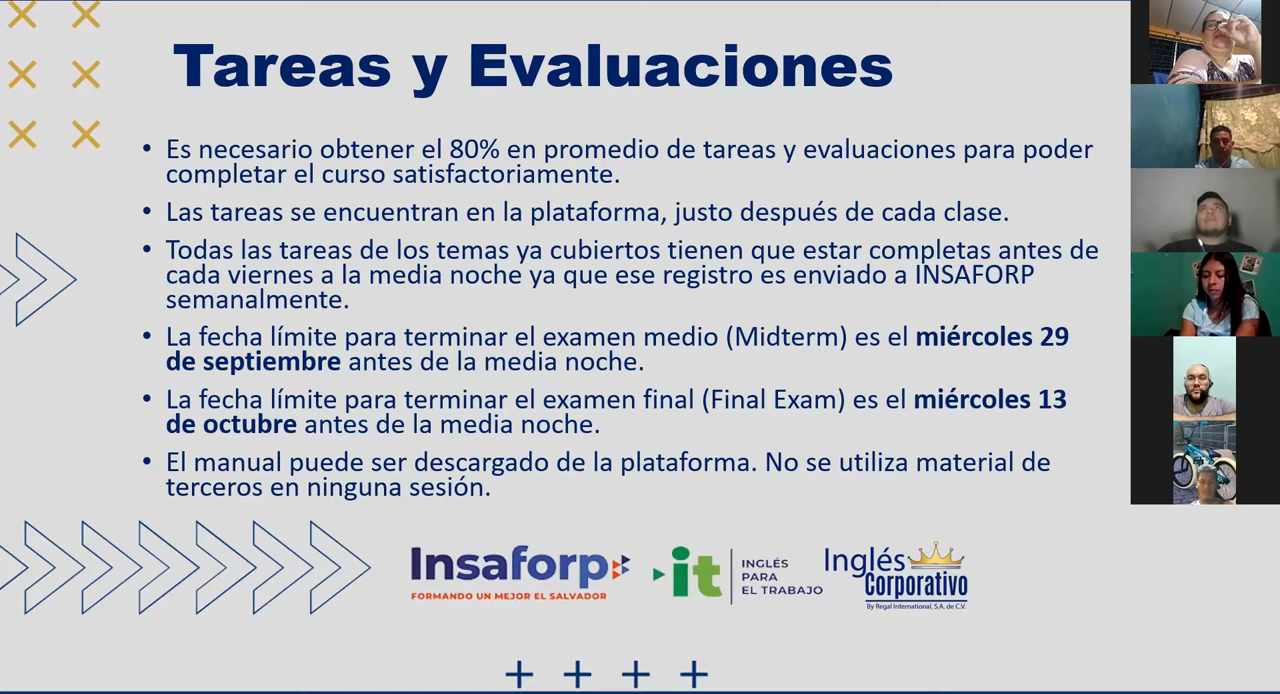 Tareas y Evaluaciones
• Es necesario obtener el 80% en promedio de tareas y evaluaciones para poder
completar el curso satisfactoriamente.
• Las tareas se encuentran en la plataforma, justo después de cada clase.
• Todas las tareas de los temas ya cubiertos tienen que estar completas antes de
cada viernes a la media noche ya que ese registro es enviado a INSAFORP
semanalmente.
• La fecha límite para terminar el examen medio (Midterm) es el miércoles 29
de septiembre antes de la media noche.
• La fecha límite para terminar el examen final (Final Exam) es el miércoles 13
de octubre antes de la media noche.
• El manual puede ser descargado de la plataforma. No se utiliza material de
terceros en ninguna sesión.
Insaforp
FORMANDO UN MEJOR EL SALVADOR
it
INGLÉS
PARA
EL TRABAJO
Inglés
Corporativo
By Regal International, S.A. de C.V.